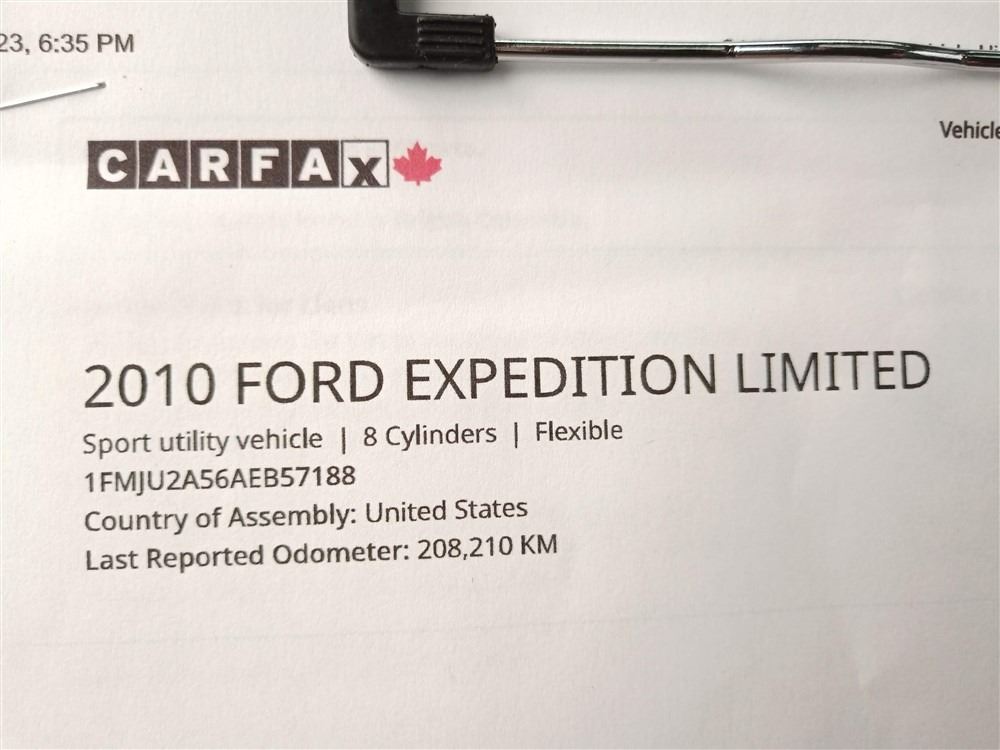 23, 6:35 PM
Vehicle
CARFAX
2010 FORD EXPEDITION LIMITED
Sport utility vehicle | 8 Cylinders | Flexible
1FMJU2A56AEB57188
Country of Assembly: United States
Last Reported Odometer: 208,210 KM